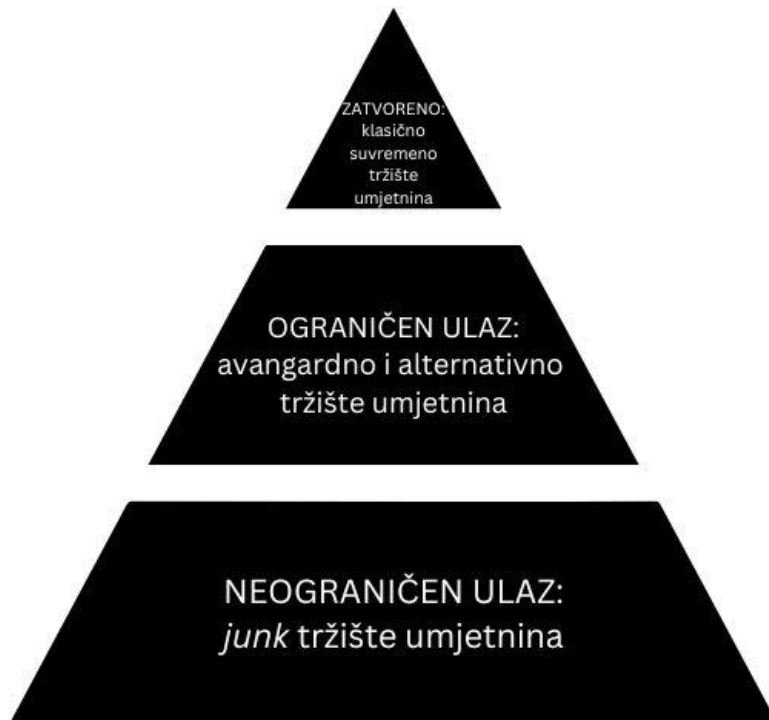 ZATVORENO:
klasično
suvremeno
tržište
umjetnina
OGRANIČEN ULAZ:
avangardno i alternativno
tržište umjetnina
NEOGRANIČEN ULAZ:
junk tržište umjetnina